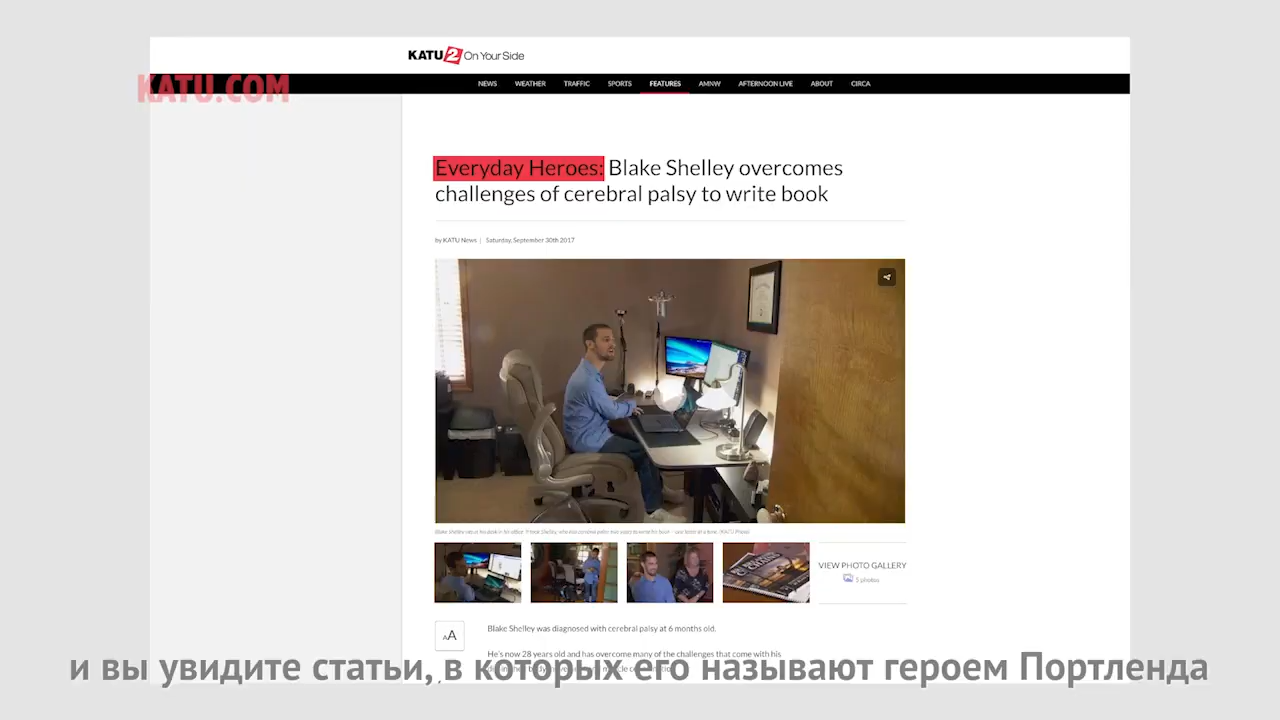 KATU2 On Your Side
KATU.COM
NEWS WEATHER TRAFFIC SPORTS FEATURES AMNW AFTERNOON LIVE ABOUT CIRCA
Everyday Heroes: Blake Shelley overcomes
challenges of cerebral palsy to write book
by KATU News | Saturday, September 30th 2017
VIEW PHOTO GALLERY
5 photos
AA
Blake Shelley was diagnosed with cerebral palsy at 6 months old.
He's now 28 years old and has overcome many of the challenges that come with his
и вы увидите статьи, в которых его называют героем Портленда